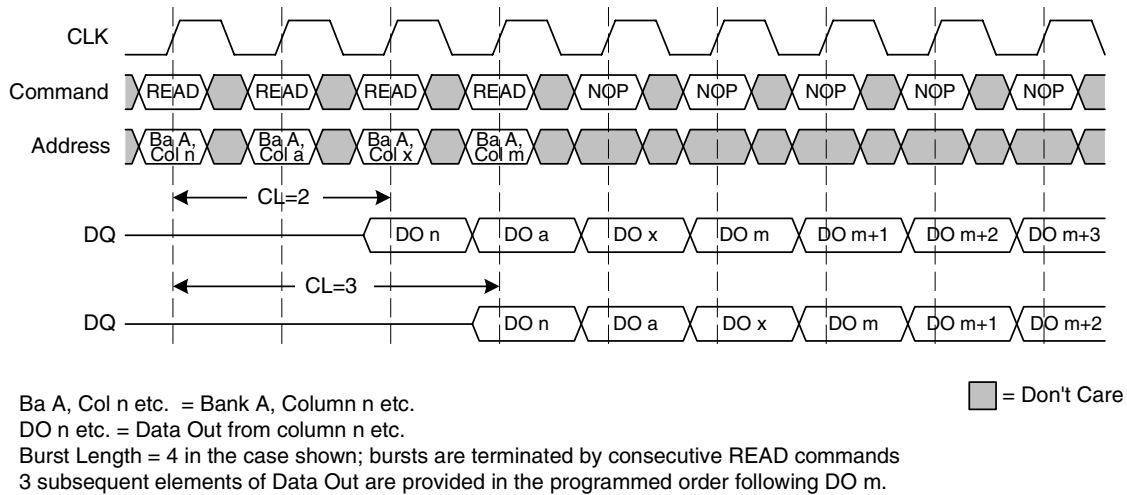 CLK
Command READ READ READ READ NOP NOP NOP NOP NOP
Address Ba A, Col n Ba A, Col a Ba A, Col x Ba A, Col m
CL=2
DQ DO n DO a DO x DO m DO m+1 DO m+2 DO m+3
CL=3
DQ DO n DO a DO x DO m DO m+1 DO m+2
= Don't Care
Ba A, Col n etc. = Bank A, Column n etc.
DO n etc. = Data Out from column n etc.
Burst Length = 4 in the case shown; bursts are terminated by consecutive READ commands
3 subsequent elements of Data Out are provided in the programmed order following DO m.